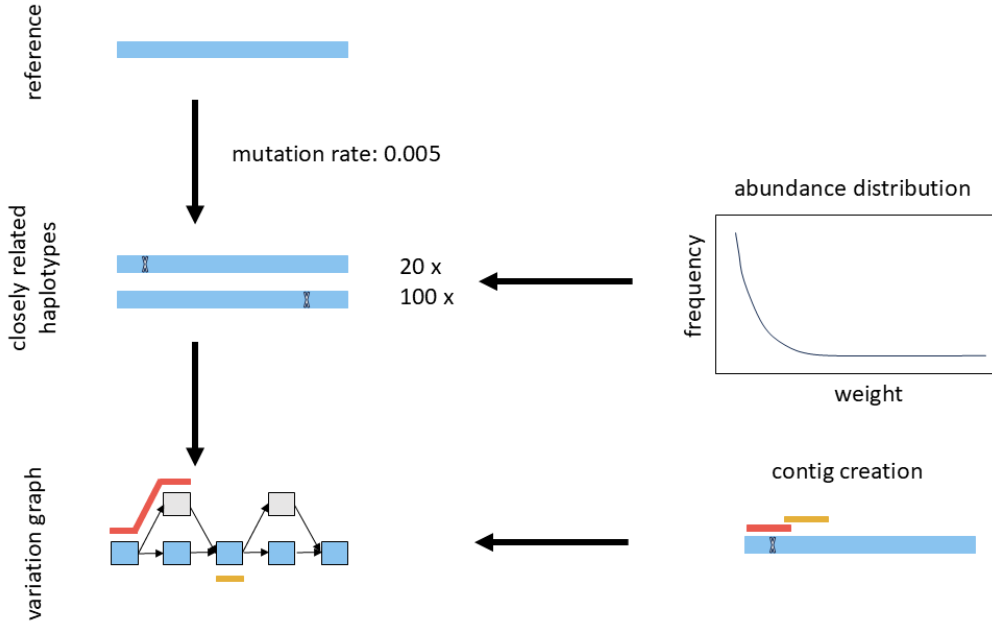 reference
mutation rate: 0.005
closely related
haplotypes
20 x
100 x
abundance distribution
frequency
weight
variation graph
contig creation